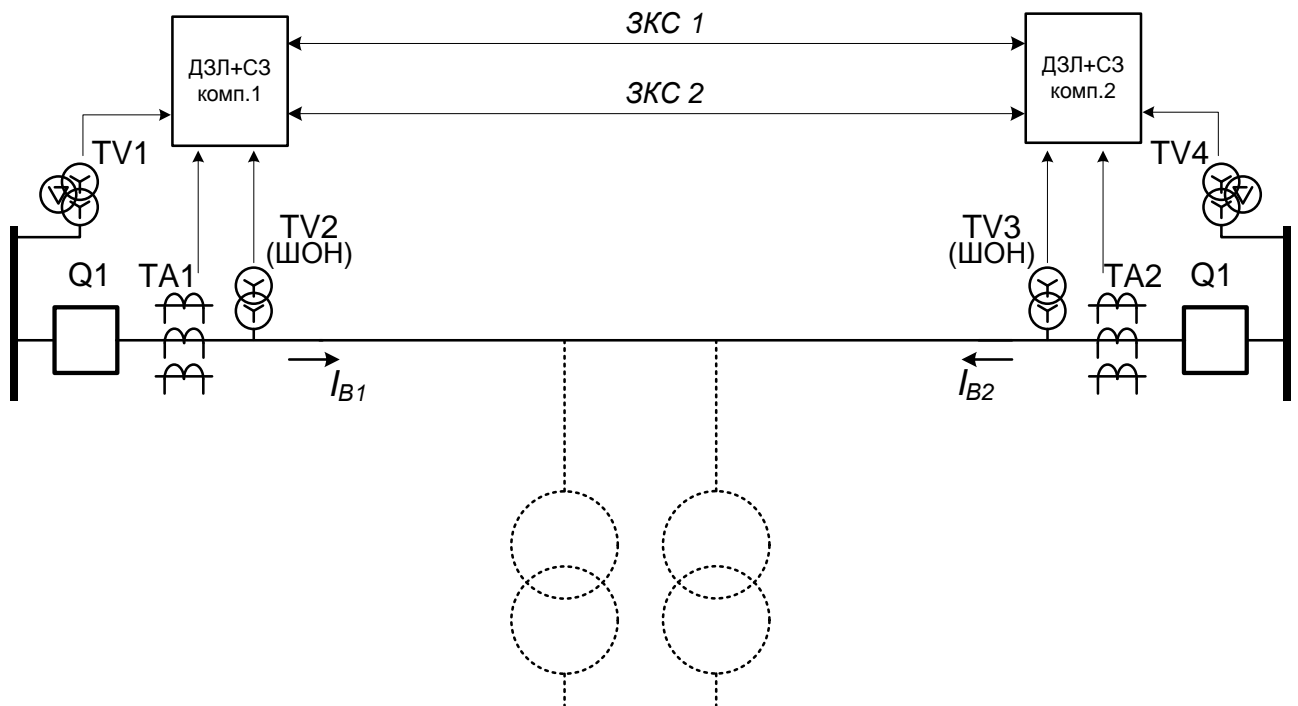 ЗКС 1
ДЗЛ+СЗ
комп.1
ДЗЛ+СЗ
комп.2
ЗКС 2
TV1
TV4
TV2
(ШОН)
TV3
(ШОН)
Q1
TA1
TA2
Q1
IB1
IB2